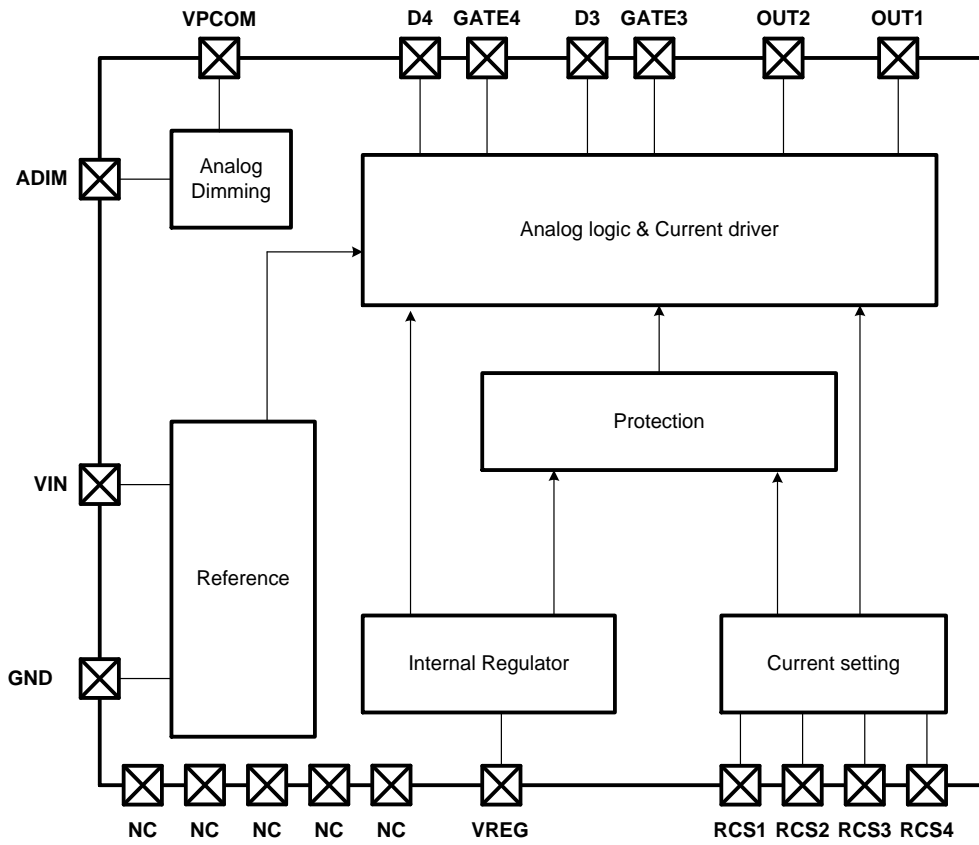 VPCOM
D4
GATE4
D3
GATE3
OUT2
OUT1
ADIM
Analog
Dimming
Analog logic & Current driver
Protection
VIN
Reference
GND
Internal Regulator
Current setting
NC
NC
NC
NC
NC
VREG
RCS1
RCS2
RCS3
RCS4